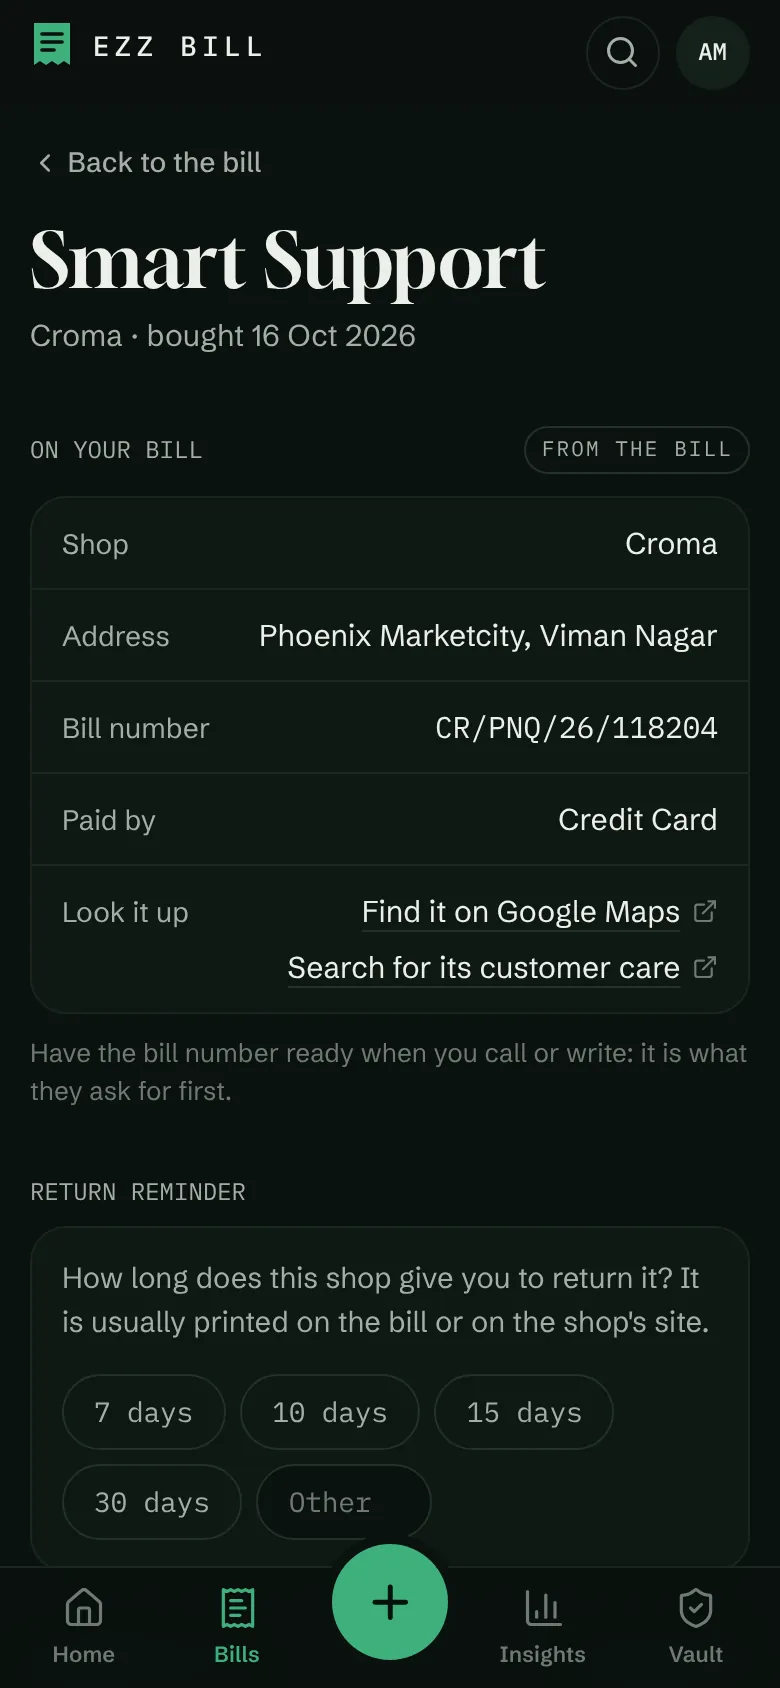 EZZ BILL
AM
Back to the bill
Smart Support
Croma · bought 16 Oct 2026
ON YOUR BILL
FROM THE BILL
Shop
Croma
Address
Phoenix Marketcity, Viman Nagar
Bill number
CR/PNQ/26/118204
Paid by
Credit Card
Look it up
Find it on Google Maps
Search for its customer care
Have the bill number ready when you call or write: it is what
they ask for first.
RETURN REMINDER
How long does this shop give you to return it? It
is usually printed on the bill or on the shop's site.
7 days
10 days
15 days
30 days
Other
Home
Bills
Insights
Vault